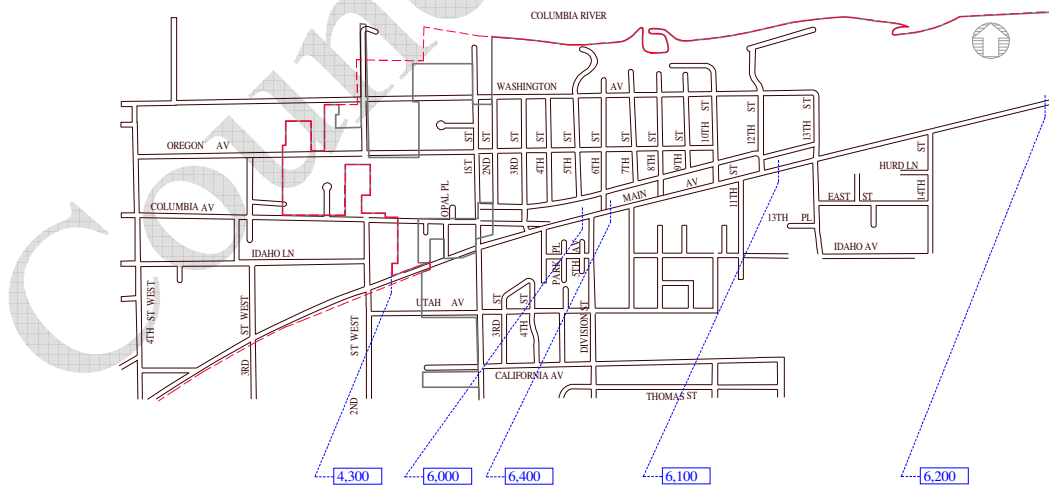 COLUMBIA RIVER
WASHINGTON AV
OREGON AV
COLUMBIA AV
IDAHO LN
OPAL PL
1ST ST
2ND ST
3RD ST
4TH ST
5TH ST
6TH ST
7TH ST
8TH ST
9TH ST
10TH ST
11TH ST
12TH ST
13TH ST
MAIN AV
HURD LN
14TH ST
EAST ST
13TH PL
IDAHO AV
PARK PL
5TH AV
UTAH AV
3RD ST
4TH ST
DIVISION ST
CALIFORNIA AV
THOMAS ST
4TH ST WEST
3RD ST WEST
2ND ST WEST
4,300
6,000
6,400
6,100
6,200
Coun